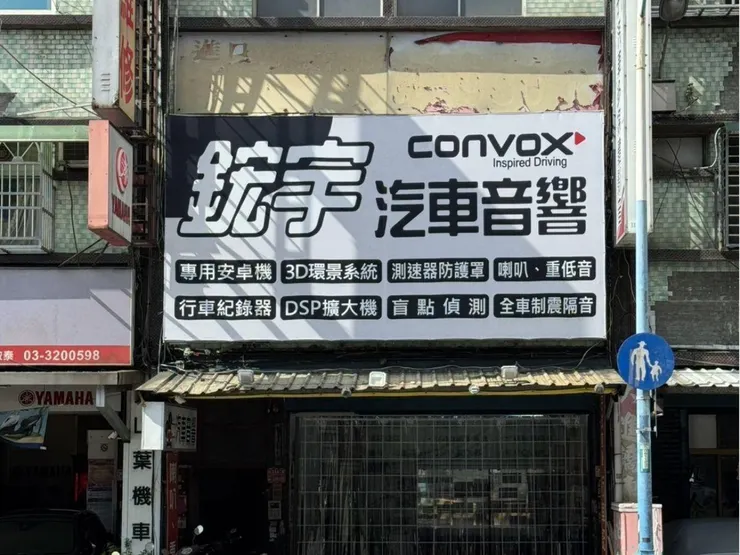 進口
修
CONVOX
Inspired Driving
鋐宇
汽車音響
專用安卓機
3D環景系統
測速器防護罩
喇叭、重低音
行車紀錄器
DSP擴大機
盲點偵測
全車制震隔音
YAMAHA
03-3200598
YAMAHA
葉機車